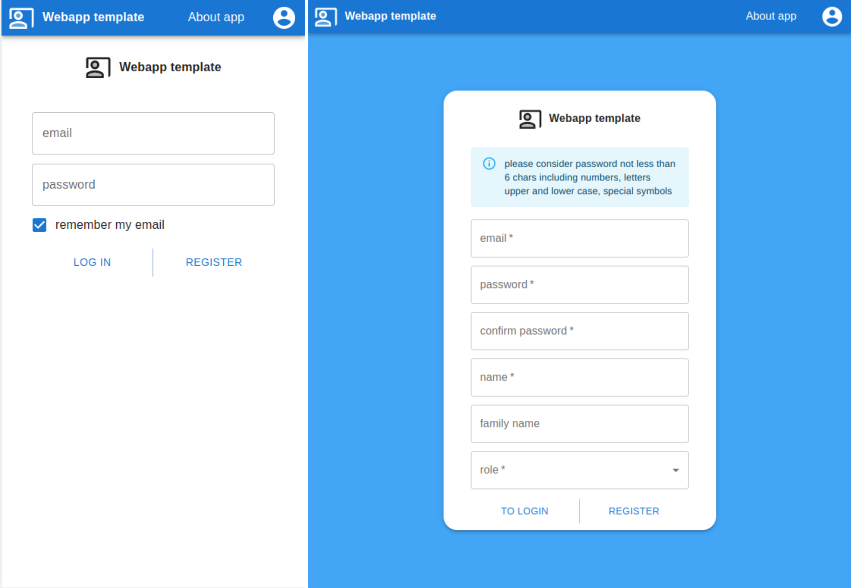 Webapp template
About app
Webapp template
email
password
remember my email
LOG IN
REGISTER
Webapp template
About app
Webapp template
please consider password not less than
6 chars including numbers, letters
upper and lower case, special symbols
email *
password *
confirm password *
name *
family name
role *
TO LOGIN
REGISTER